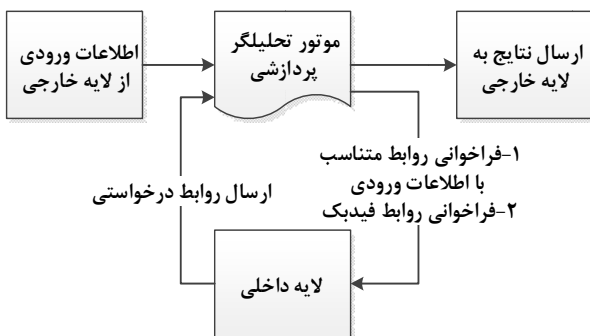 اطلاعات ورودی
از لایه خارجی
موتور تحلیلگر
پردازشی
ارسال نتایج به
لایه خارجی
۱-فراخوانی روابط متناسب
با اطلاعات ورودی
۲-فراخوانی روابط فیدبک
ارسال روابط درخواستی
لایه داخلی